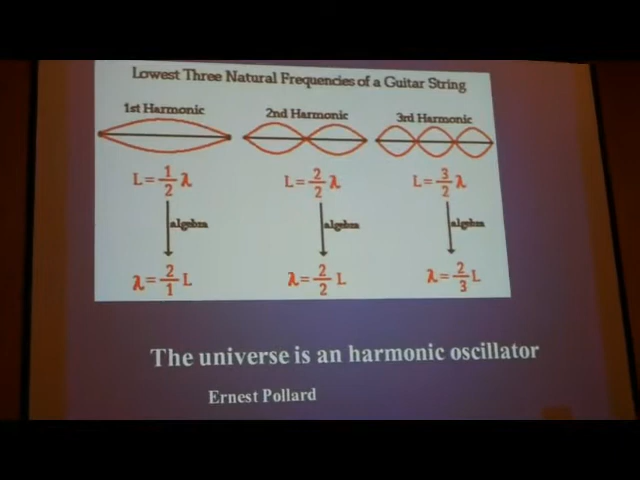 Lowest Three Natural Frequencies of a Guitar String
1st Harmonic 2nd Harmonic 3rd Harmonic
L=1/2 λ L=2/2 λ L=3/2 λ
algebra algebra algebra
λ=2/1 L λ=2/2 L λ=2/3 L
The universe is an harmonic oscillator
Ernest Pollard